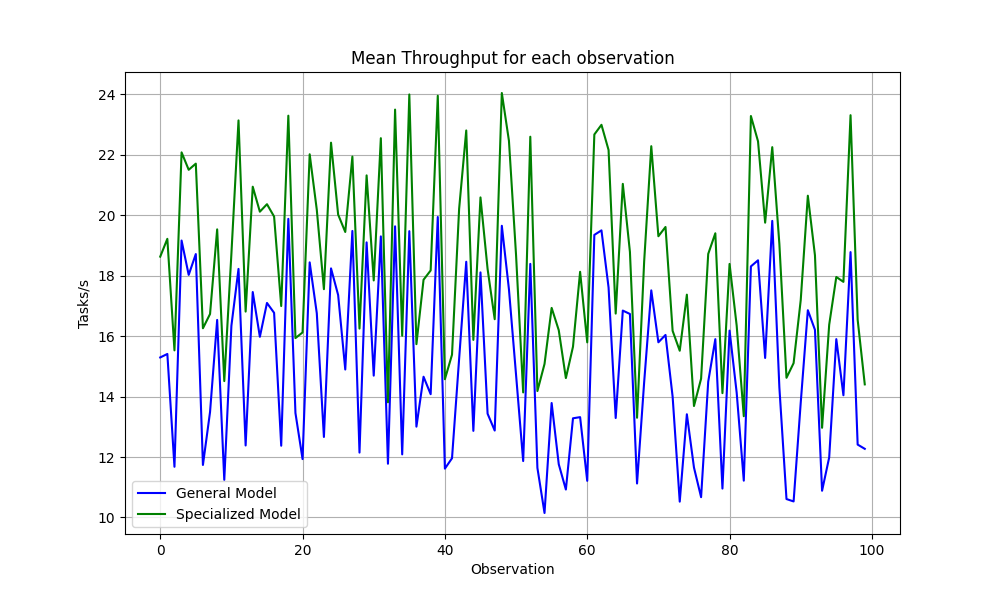 Mean Throughput for each observation
24
22
20
18
16
14
12
10
Tasks/s
General Model
Specialized Model
0 20 40 60 80 100
Observation